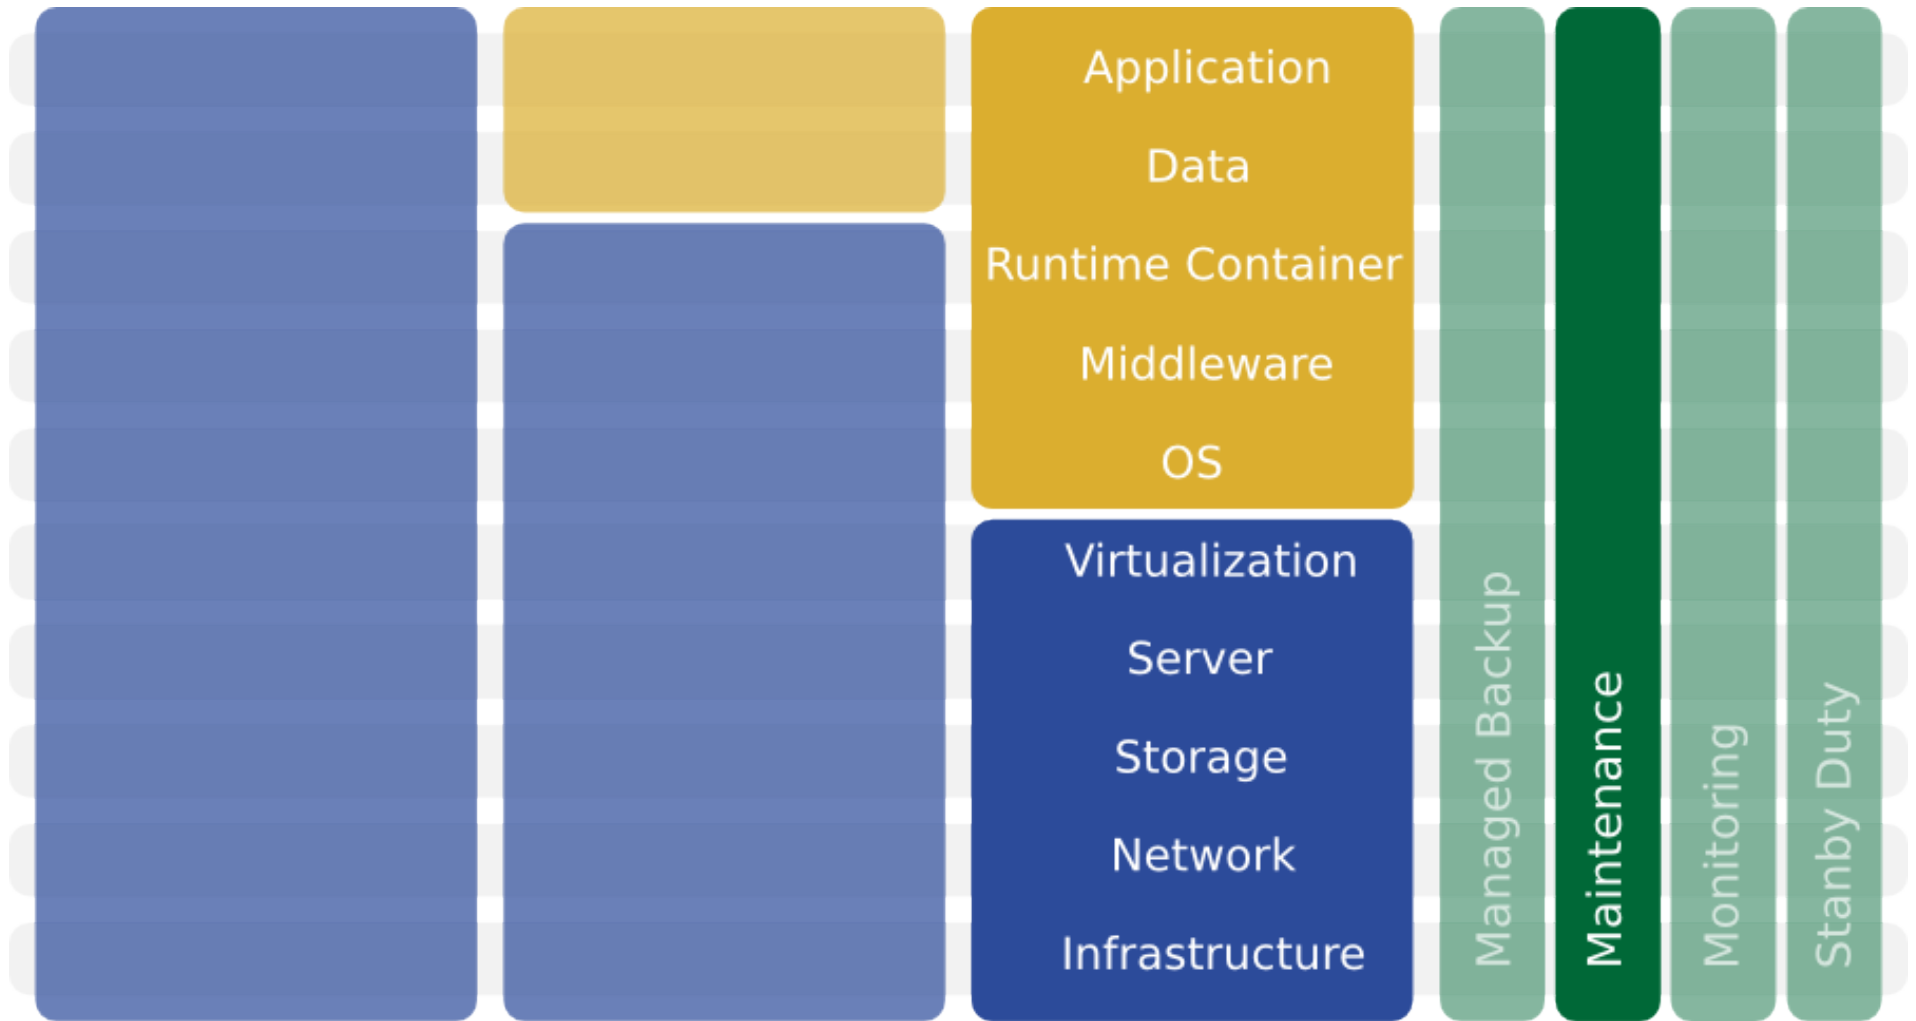 Application
Data
Runtime Container
Middleware
OS
Virtualization
Server
Storage
Network
Infrastructure
Managed Backup
Maintenance
Monitoring
Stanby Duty